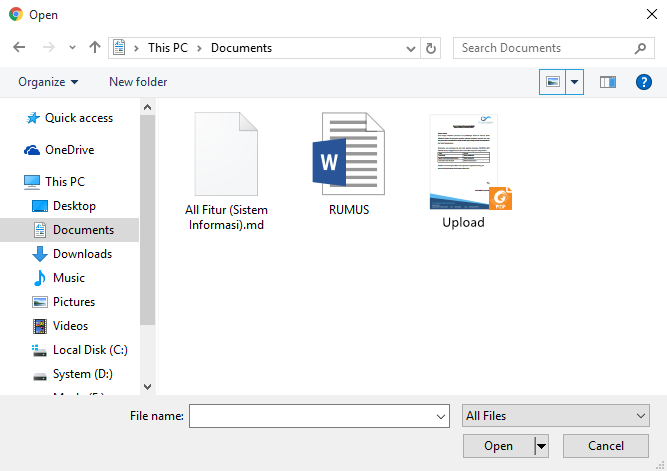 Open
This PC
Documents
Search Documents
Organize
New folder
Quick access
OneDrive
This PC
Desktop
Documents
Downloads
Music
Pictures
Videos
Local Disk (C:)
System (D:)
All Fitur (Sistem
Informasi).md
W
RUMUS
PDF
Upload
File name:
All Files
Open
Cancel